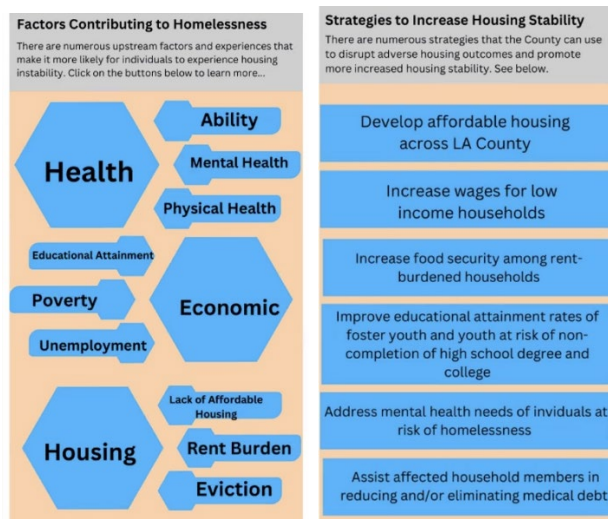 Factors Contributing to Homelessness
There are numerous upstream factors and experiences that
make it more likely for individuals to experience housing
instability. Click on the buttons below to learn more...
Health
Ability
Mental Health
Physical Health
Educational Attainment
Poverty
Unemployment
Economic
Housing
Lack of Affordable
Housing
Rent Burden
Eviction
Strategies to Increase Housing Stability
There are numerous strategies that the County can use
to disrupt adverse housing outcomes and promote
more increased housing stability. See below.
Develop affordable housing
across LA County
Increase wages for low
income households
Increase food security among rent-
burdened households
Improve educational attainment rates of
foster youth and youth at risk of non-
completion of high school degree and
college
Address mental health needs of inviduals at
risk of homelessness
Assist affected household members in
reducing and/or eliminating medical debt